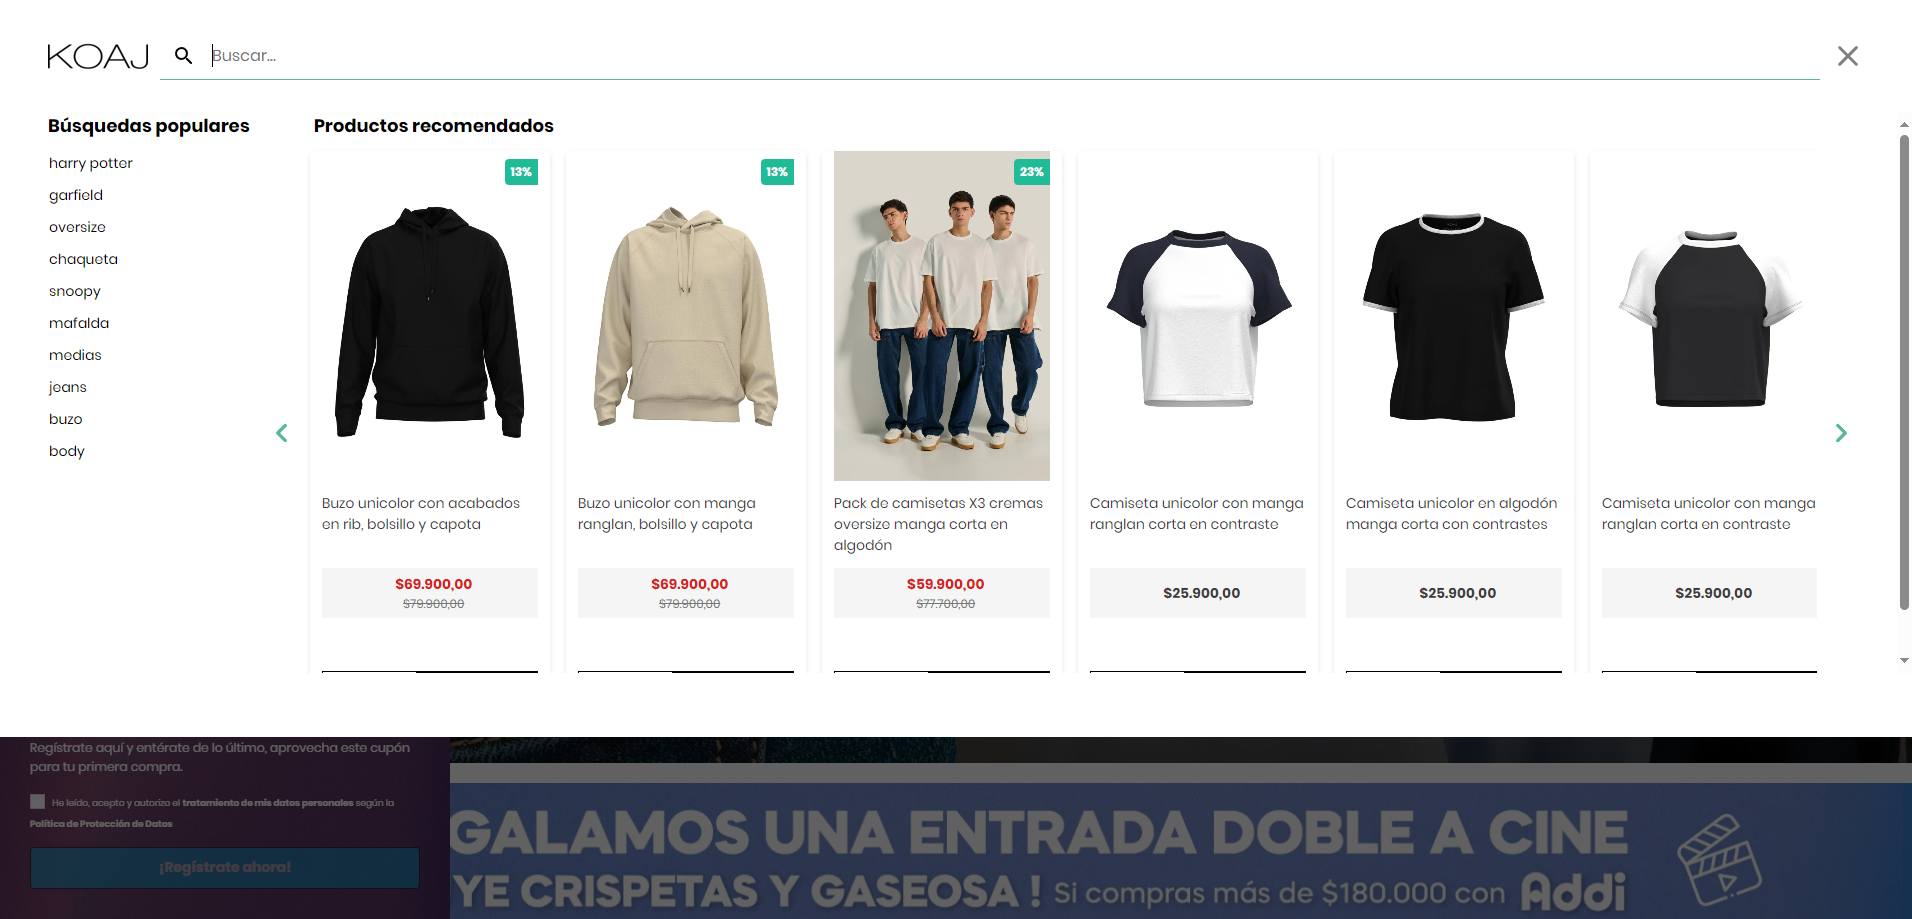 KOAJ
Buscar...
Búsquedas populares
harry potter
garfield
oversize
chaqueta
snoopy
mafalda
medias
jeans
buzo
body
Productos recomendados
13%
Buzo unicolor con acabados
en rib, bolsillo y capota
$69.900,00
$79.900,00
13%
Buzo unicolor con manga
ranglan, bolsillo y capota
$69.900,00
$79.900,00
23%
Pack de camisetas X3 cremas
oversize manga corta en
algodón
$59.900,00
$77.700,00
Camiseta unicolor con manga
ranglan corta en contraste
$25.900,00
Camiseta unicolor en algodón
manga corta con contrastes
$25.900,00
Camiseta unicolor con manga
ranglan corta en contraste
$25.900,00
Regístrate aquí y entérate de lo último, aprovecha este cupón
para tu primera compra.
He leído, acepto y autorizo el tratamiento de mis datos personales según la
Política de Protección de Datos
¡Regístrate ahora!
GALAMOS UNA ENTRADA DOBLE A CINE
YE CRISPETAS Y GASEOSA ! Si compras más de $180.000 con Addi